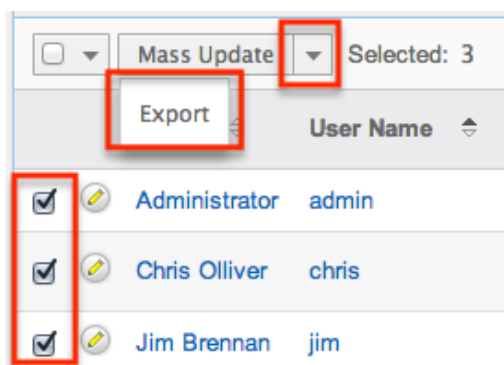 Mass Update Selected: 3
Export User Name
Administrator admin
Chris Olliver chris
Jim Brennan jim